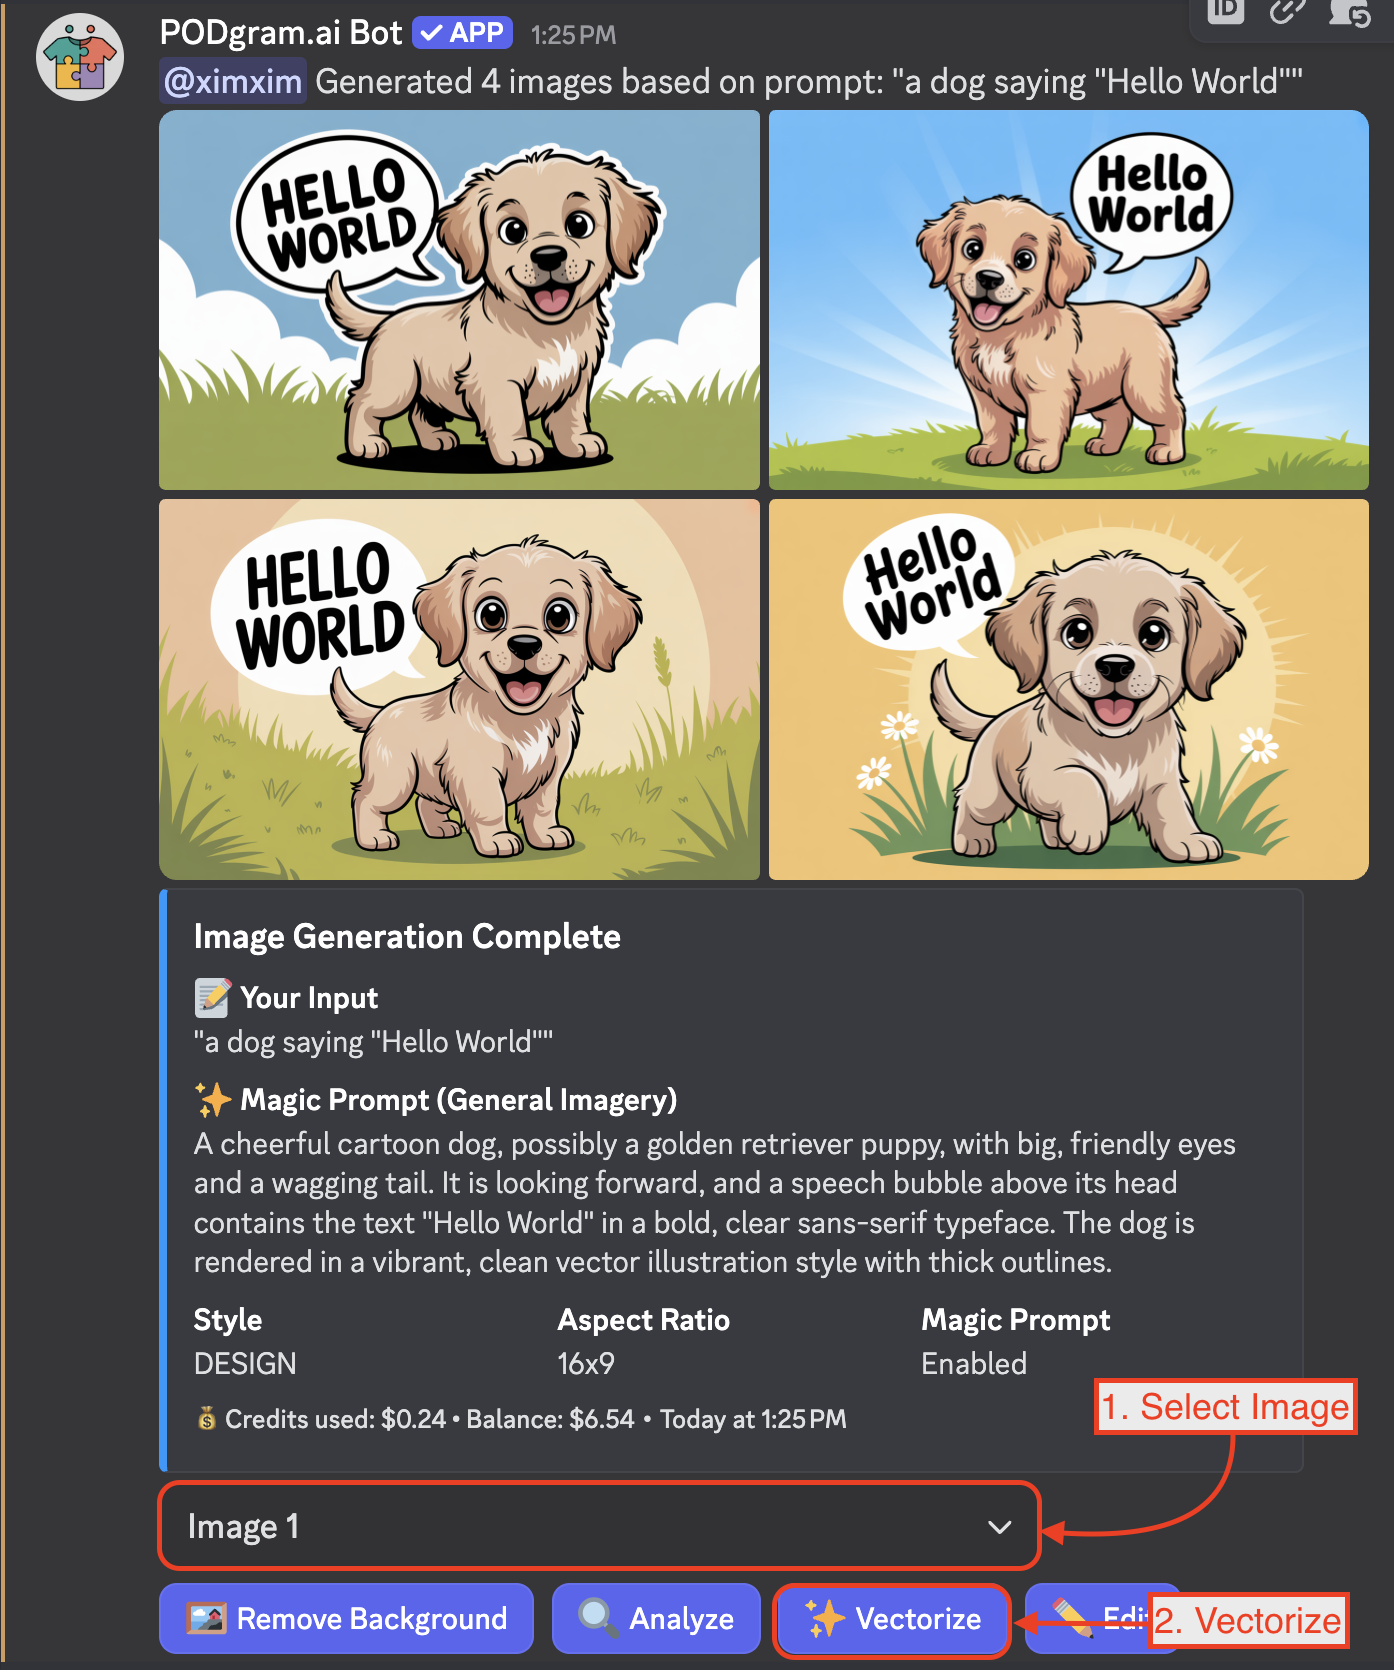 PODgram.ai Bot ✓ APP 1:25 PM
@ximxim Generated 4 images based on prompt: "a dog saying "Hello World""
HELLO
WORLD
Hello
World
HELLO
WORLD
Hello
World
Image Generation Complete
📝 Your Input
"a dog saying "Hello World""
✨ Magic Prompt (General Imagery)
A cheerful cartoon dog, possibly a golden retriever puppy, with big, friendly eyes
and a wagging tail. It is looking forward, and a speech bubble above its head
contains the text "Hello World" in a bold, clear sans-serif typeface. The dog is
rendered in a vibrant, clean vector illustration style with thick outlines.
Style Aspect Ratio Magic Prompt
DESIGN 16x9 Enabled
1. Select Image
💰 Credits used: $0.24 • Balance: $6.54 • Today at 1:25 PM
Image 1
Remove Background Analyze Vectorize Edi
2. Vectorize
ID